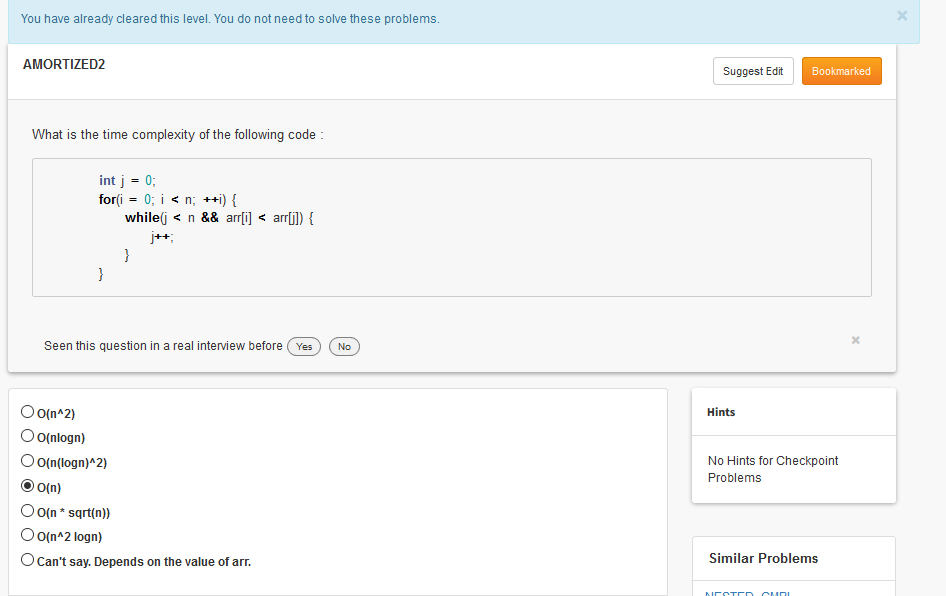 You have already cleared this level. You do not need to solve these problems.
×
AMORTIZED2
Suggest Edit
Bookmarked
What is the time complexity of the following code :
int j = 0;
for(i = 0; i < n; ++i) {
while(j < n && arr[i] < arr[j]) {
j++;
}
}
Seen this question in a real interview before
Yes
No
×
O(n^2)
O(nlogn)
O(n(logn)^2)
O(n)
O(n * sqrt(n))
O(n^2 logn)
Can't say. Depends on the value of arr.
Hints
No Hints for Checkpoint
Problems
Similar Problems